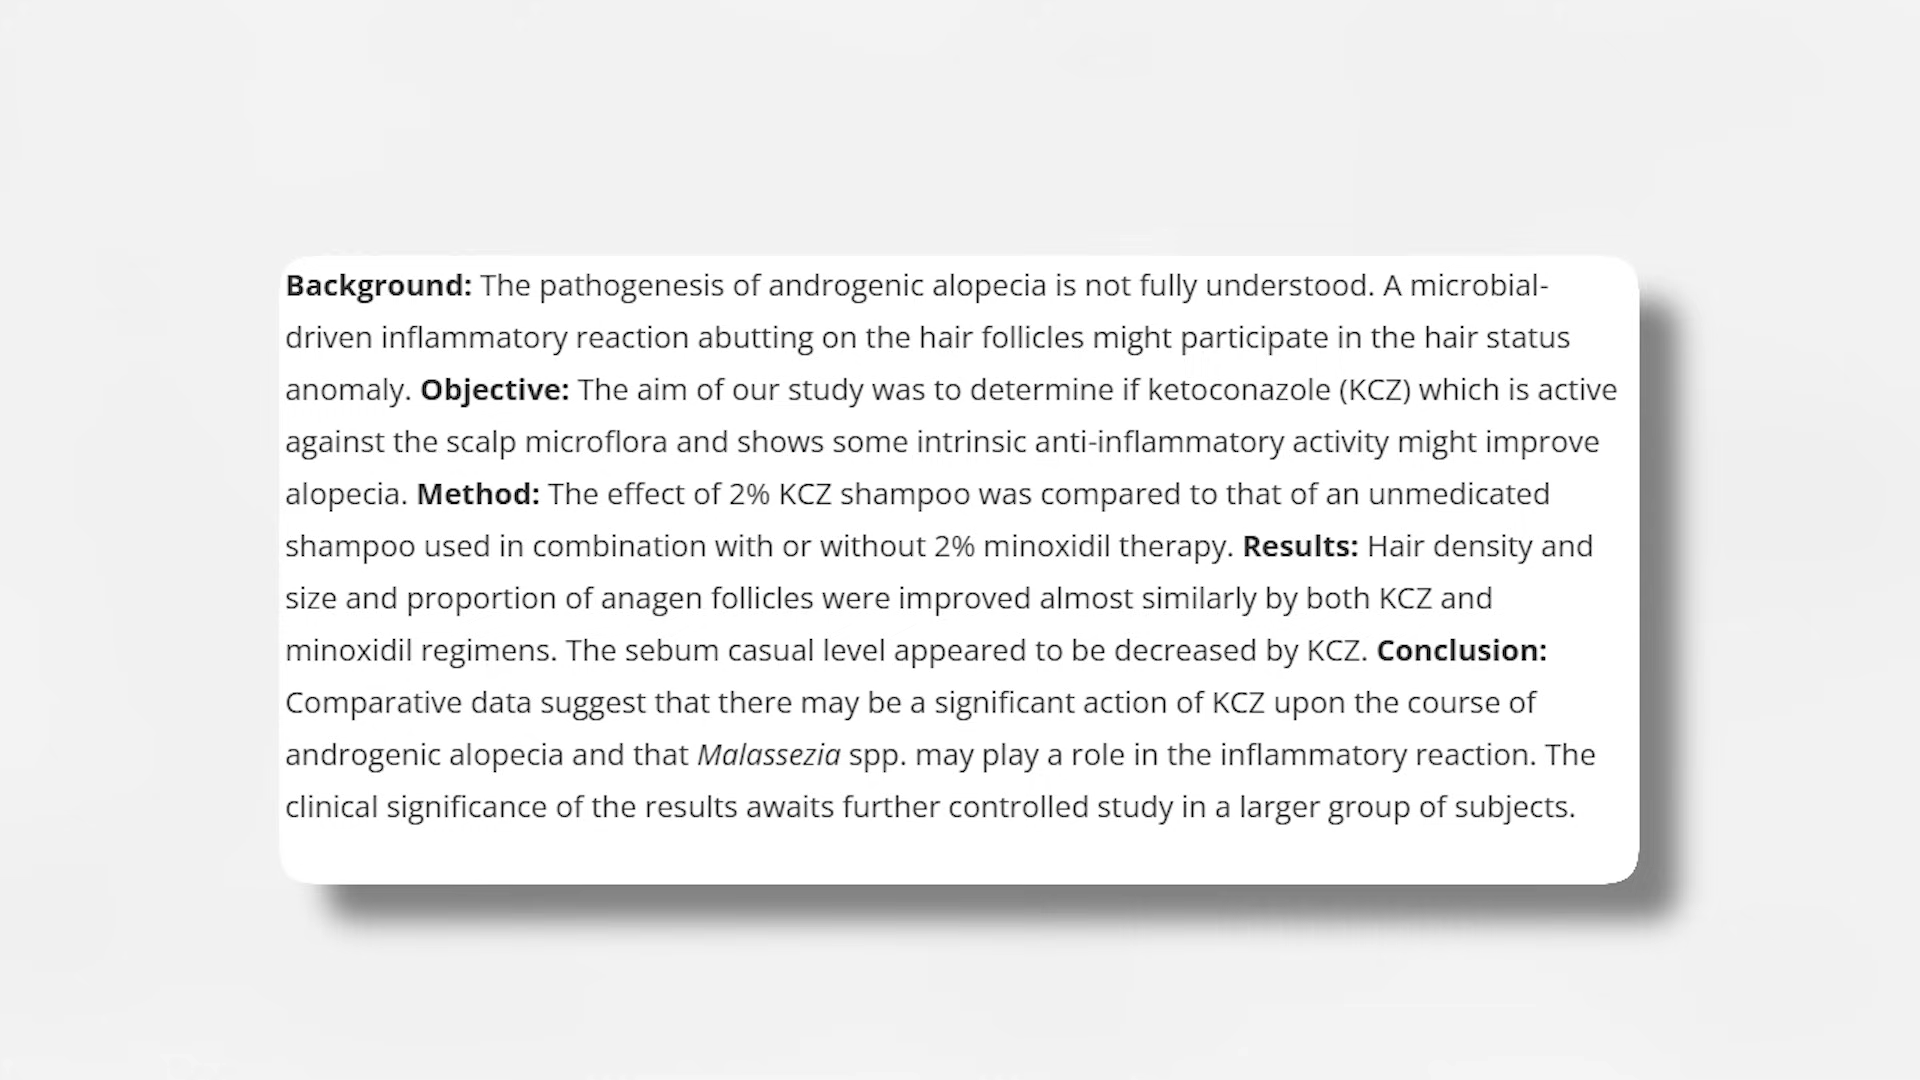 Background: The pathogenesis of androgenic alopecia is not fully understood. A microbial-
driven inflammatory reaction abutting on the hair follicles might participate in the hair status
anomaly. Objective: The aim of our study was to determine if ketoconazole (KCZ) which is active
against the scalp microflora and shows some intrinsic anti-inflammatory activity might improve
alopecia. Method: The effect of 2% KCZ shampoo was compared to that of an unmedicated
shampoo used in combination with or without 2% minoxidil therapy. Results: Hair density and
size and proportion of anagen follicles were improved almost similarly by both KCZ and
minoxidil regimens. The sebum casual level appeared to be decreased by KCZ. Conclusion:
Comparative data suggest that there may be a significant action of KCZ upon the course of
androgenic alopecia and that Malassezia spp. may play a role in the inflammatory reaction. The
clinical significance of the results awaits further controlled study in a larger group of subjects.